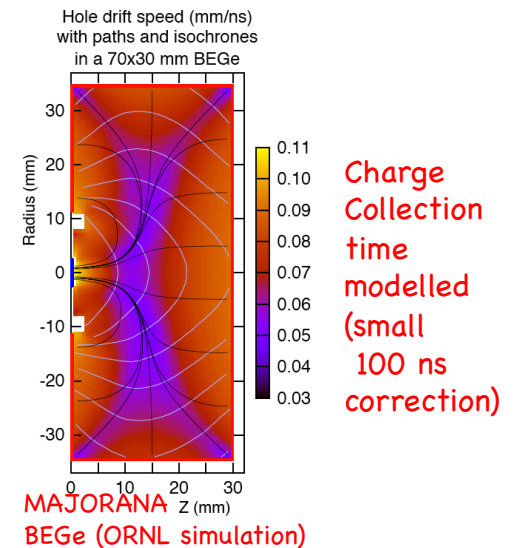 Hole drift speed (mm/ns)
with paths and isochrones
in a 70x30 mm BEGe
30
20
10
0
-10
-20
-30
Radius (mm)
0 10 20 30
Z (mm)
0.11
0.10
0.09
0.08
0.07
0.06
0.05
0.04
0.03
Charge
Collection
time
modelled
(small
100 ns
correction)
MAJORANA
BEGe (ORNL simulation)